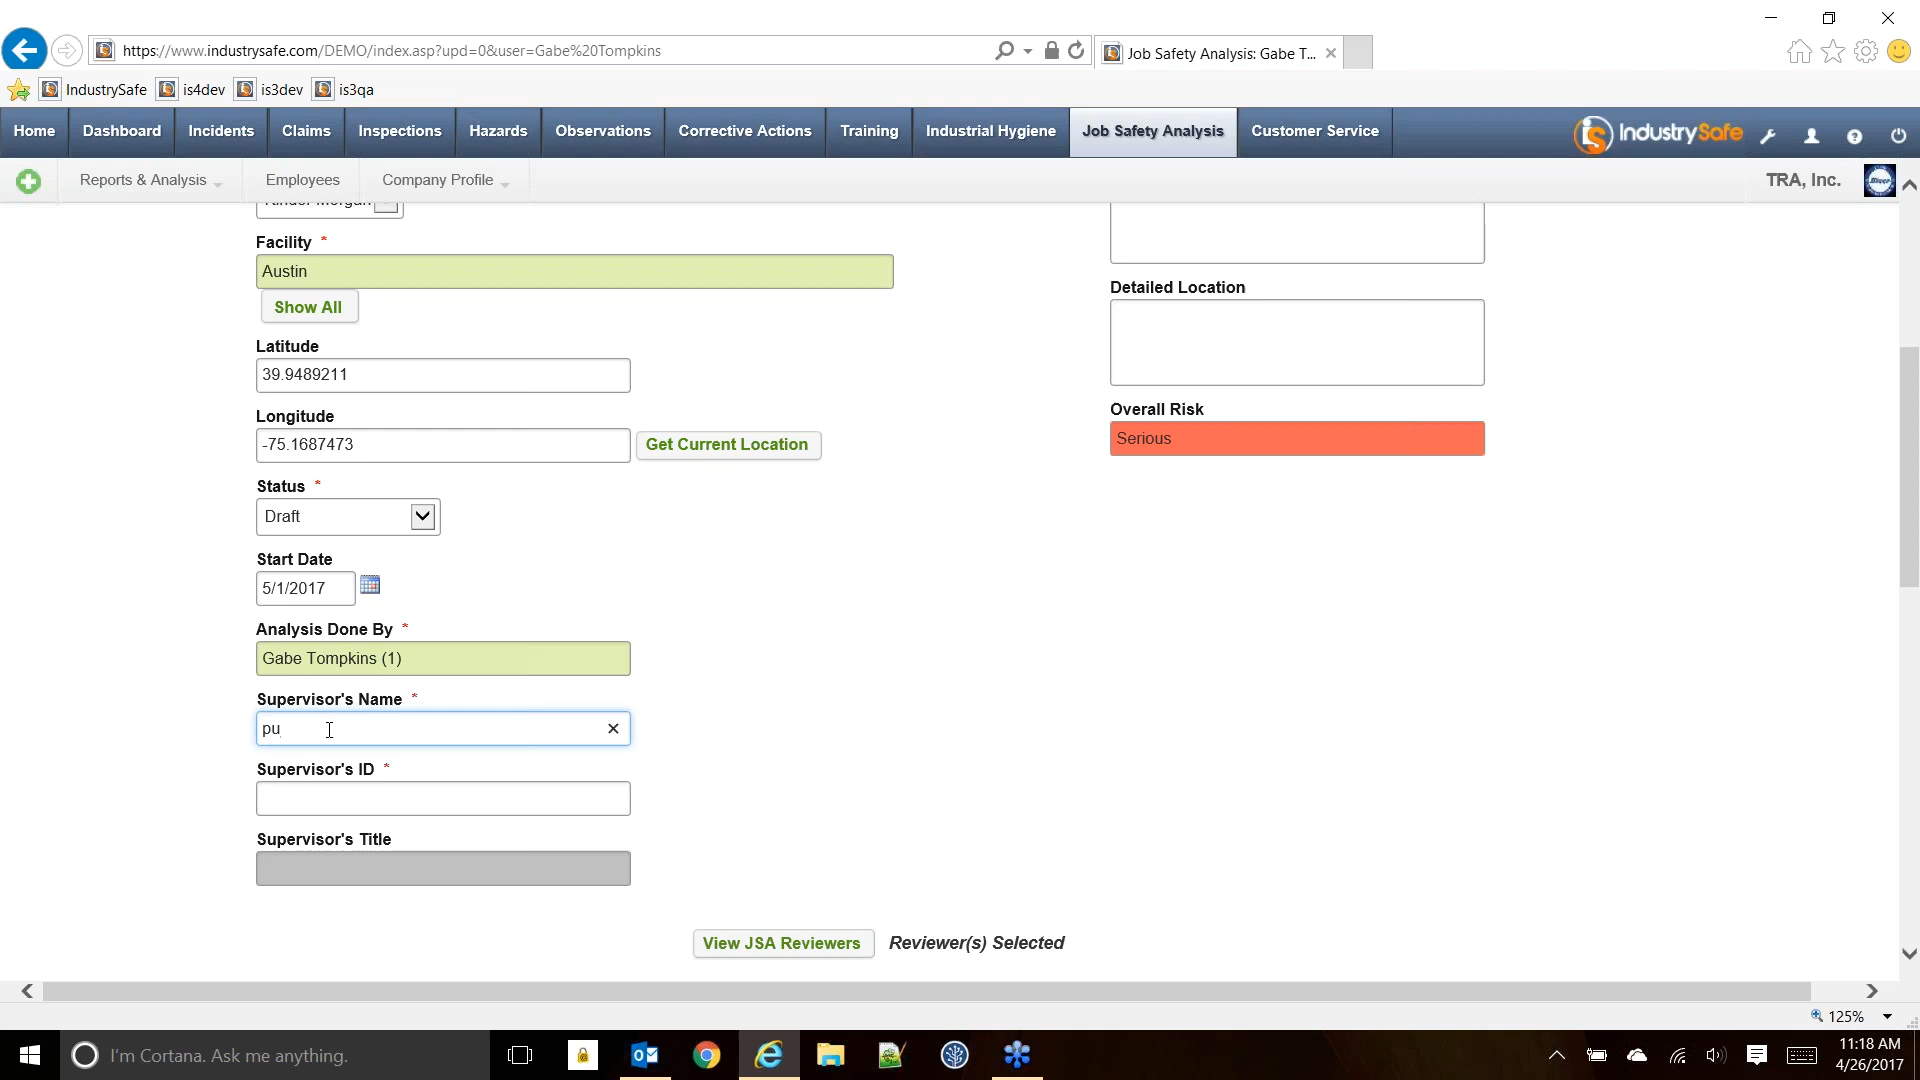 https://www.industrysafe.com/DEMO/index.asp?upd=0&user=Gabe%20Tompkins
Job Safety Analysis: Gabe T...
IndustrySafe
is4dev
is3dev
is3qa
Home
Dashboard
Incidents
Claims
Inspections
Hazards
Observations
Corrective Actions
Training
Industrial Hygiene
Job Safety Analysis
Customer Service
IndustrySafe
Reports & Analysis
Employees
Company Profile
TRA, Inc.
Kinder Morgan
Facility *
Austin
Show All
Latitude
39.9489211
Longitude
-75.1687473
Get Current Location
Status *
Draft
Start Date
5/1/2017
Analysis Done By *
Gabe Tompkins (1)
Supervisor's Name *
pu
Supervisor's ID *
Supervisor's Title
Detailed Location
Overall Risk
Serious
View JSA Reviewers
Reviewer(s) Selected
125%
I'm Cortana. Ask me anything.
11:18 AM
4/26/2017